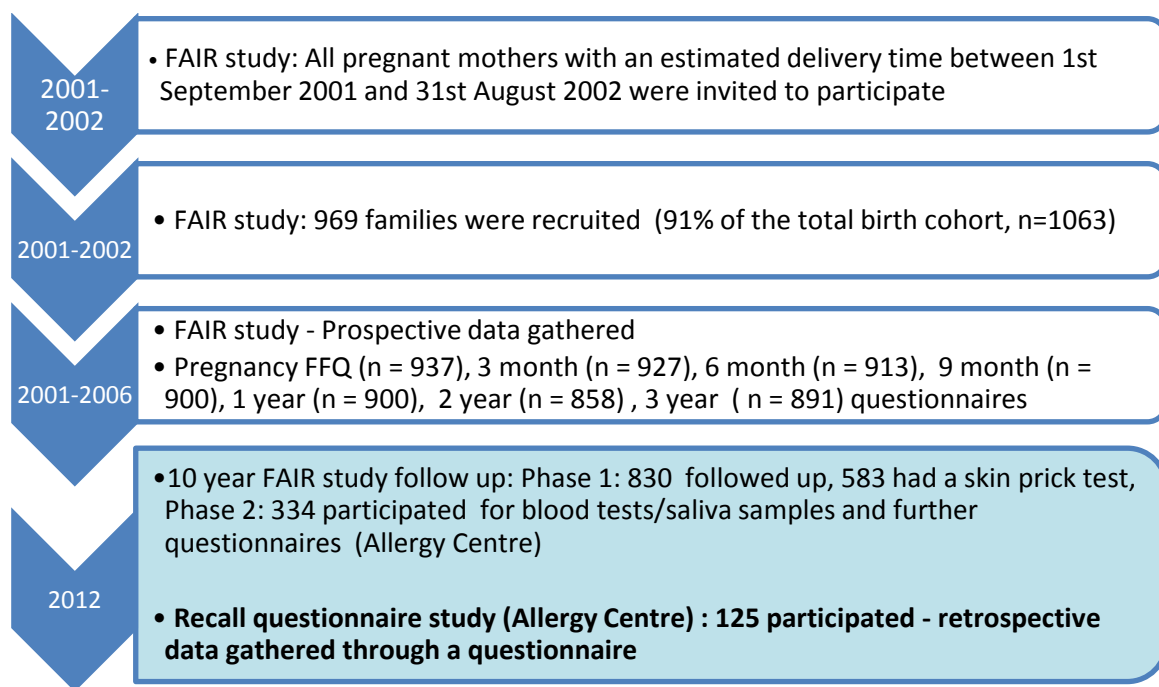 2001-
2002
• FAIR study: All pregnant mothers with an estimated delivery time between 1st
September 2001 and 31st August 2002 were invited to participate
2001-2002
• FAIR study: 969 families were recruited  (91% of the total birth cohort, n=1063)
2001-2006
• FAIR study - Prospective data gathered
• Pregnancy FFQ (n = 937), 3 month (n = 927), 6 month (n = 913),  9 month (n =
900), 1 year (n = 900),  2 year (n = 858) , 3 year  ( n = 891) questionnaires
2012
•10 year FAIR study follow up: Phase 1: 830  followed up, 583 had a skin prick test,
Phase 2: 334 participated  for blood tests/saliva samples and further
questionnaires  (Allergy Centre)
• Recall questionnaire study (Allergy Centre) : 125 participated - retrospective
data gathered through a questionnaire